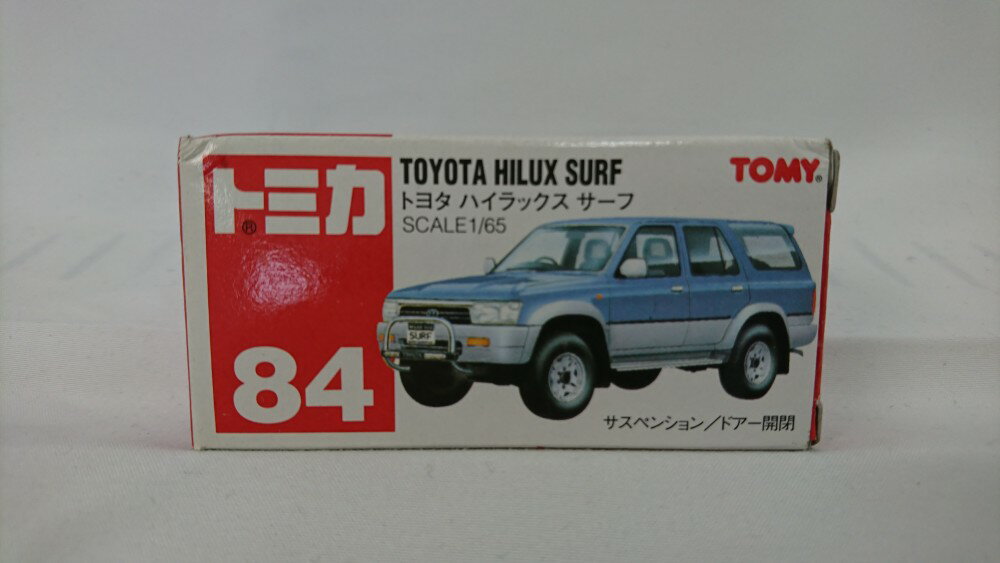 トミカ®
84
TOYOTA HILUX SURF
トヨタ ハイラックス サーフ
SCALE1/65
TOMY®
SURF
サスペンション/ドアー開閉